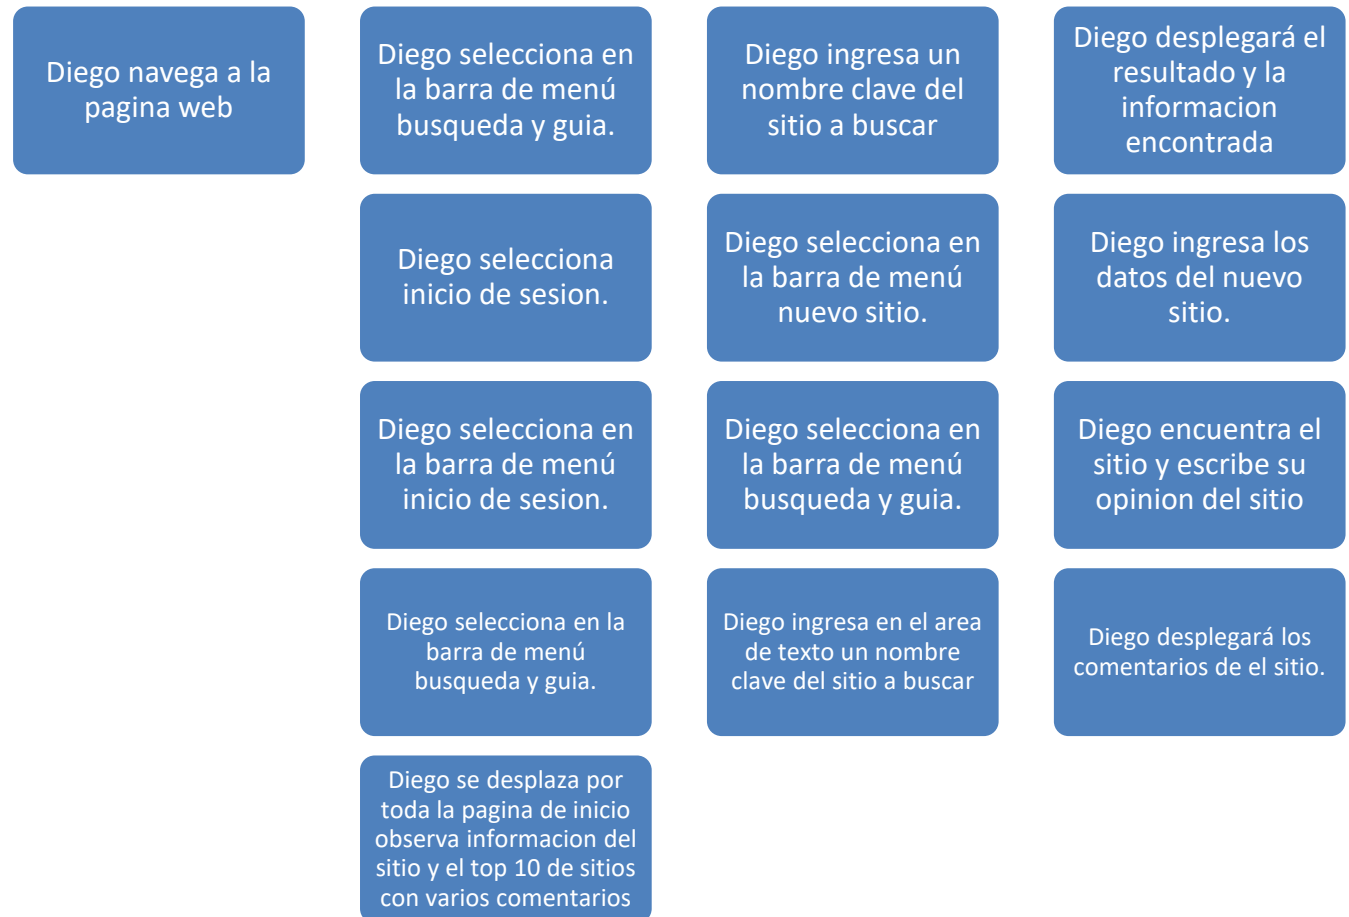 Diego navega a la
pagina web
Diego selecciona en
la barra de menú
busqueda y guia.
Diego ingresa un
nombre clave del
sitio a buscar
Diego desplegará el
resultado y la
informacion
encontrada
Diego selecciona
inicio de sesion.
Diego selecciona en
la barra de menú
nuevo sitio.
Diego ingresa los
datos del nuevo
sitio.
Diego selecciona en
la barra de menú
inicio de sesion.
Diego selecciona en
la barra de menú
busqueda y guia.
Diego encuentra el
sitio y escribe su
opinion del sitio
Diego selecciona en la
barra de menú
busqueda y guia.
Diego ingresa en el area
de texto un nombre
clave del sitio a buscar
Diego desplegará los
comentarios de el sitio.
Diego se desplaza por
toda la pagina de inicio
observa informacion del
sitio y el top 10 de sitios
con varios comentarios